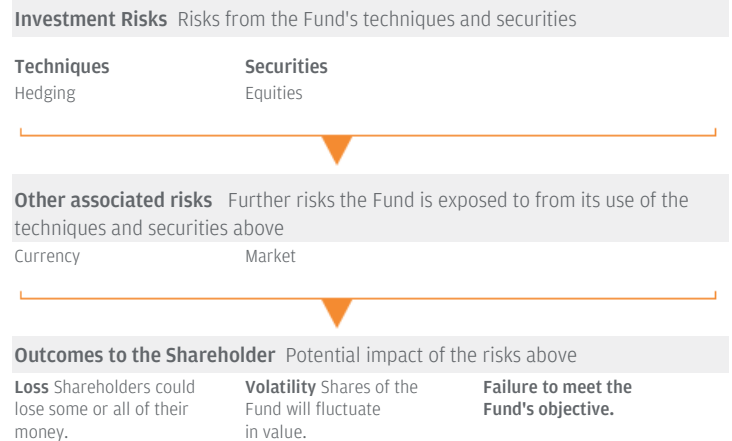 Investment Risks Risks from the Fund's techniques and securities
Techniques
Hedging
Securities
Equities
Other associated risks Further risks the Fund is exposed to from its use of the
techniques and securities above
Currency
Market
Outcomes to the Shareholder Potential impact of the risks above
Loss Shareholders could
lose some or all of their
money.
Volatility Shares of the
Fund will fluctuate
in value.
Failure to meet the
Fund's objective.